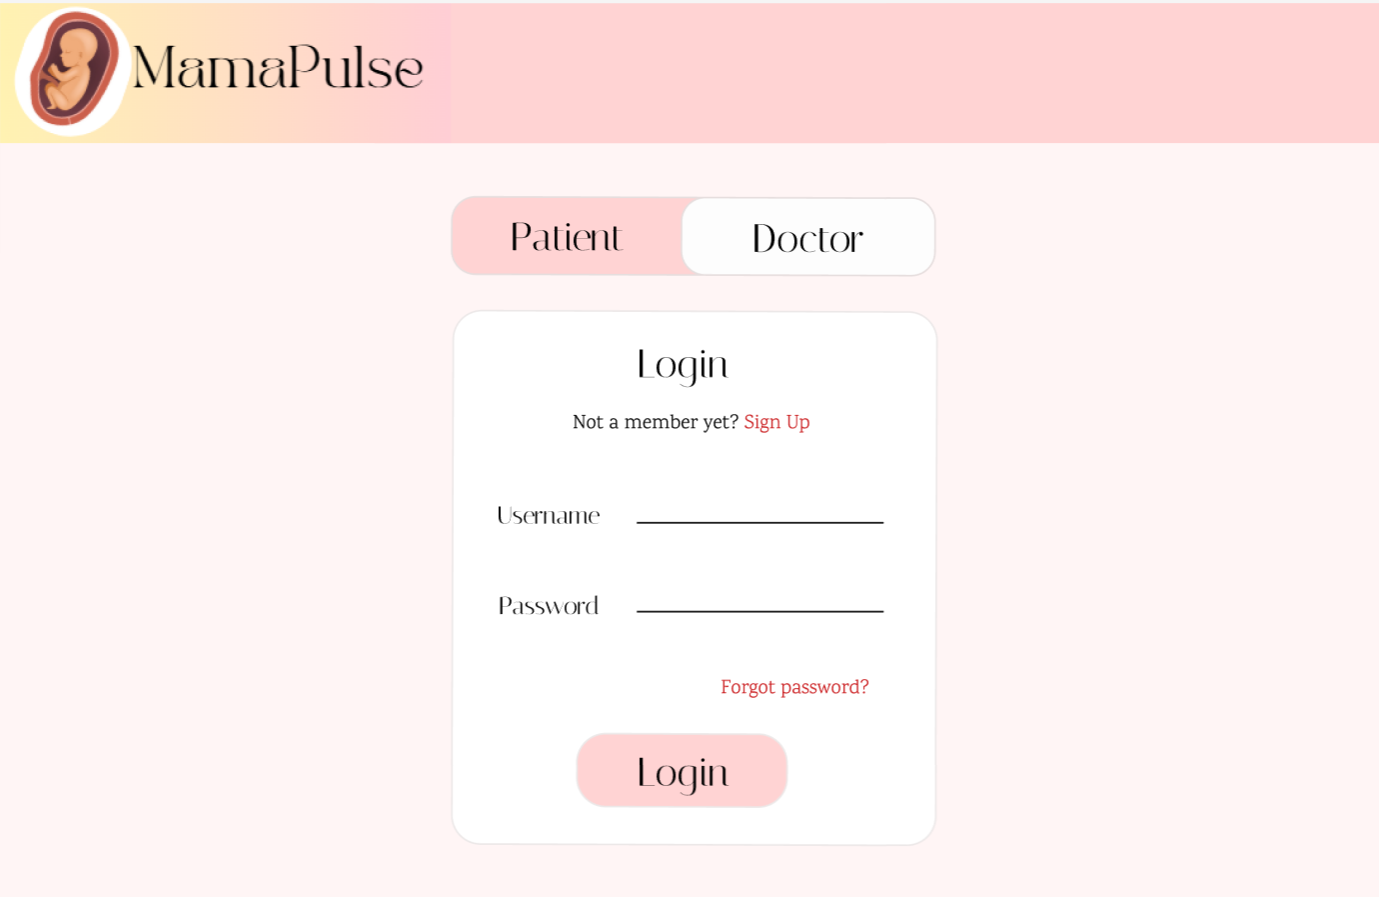 MamaPulse
Patient Doctor
Login
Not a member yet? Sign Up
Username
Password
Forgot password?
Login